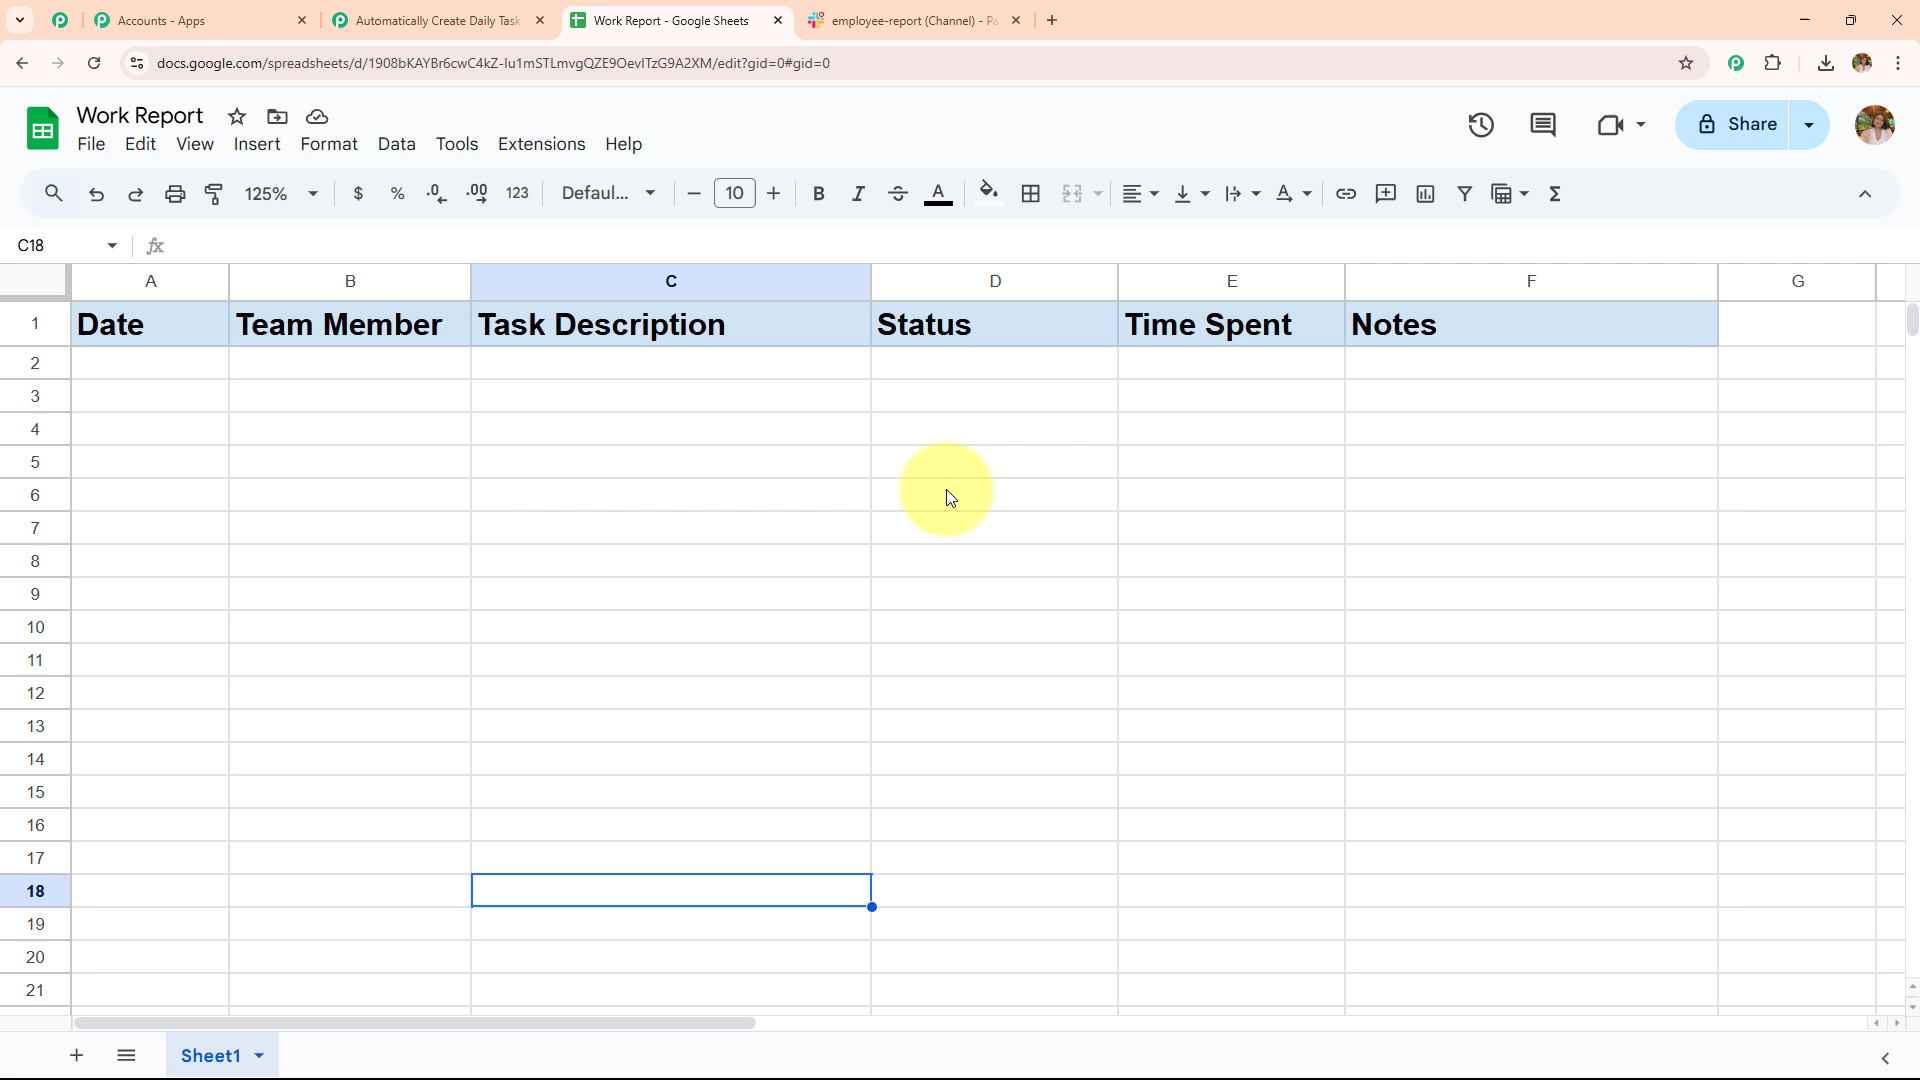 Accounts - Apps
Automatically Create Daily Task
Work Report - Google Sheets
employee-report (Channel) - Pa
docs.google.com/spreadsheets/d/1908bKAYBr6cwC4kZ-lu1mSTLmvgQZE9OevlTzG9A2XM/edit?gid=0#gid=0
Work Report
Share
File Edit View Insert Format Data Tools Extensions Help
125% $ % .0 .00 123 Defaul... 10 B I S A A Σ
C18 fx
A B C D E F G
1 Date Team Member Task Description Status Time Spent Notes
2
3
4
5
6
7
8
9
10
11
12
13
14
15
16
17
18
19
20
21
Sheet1